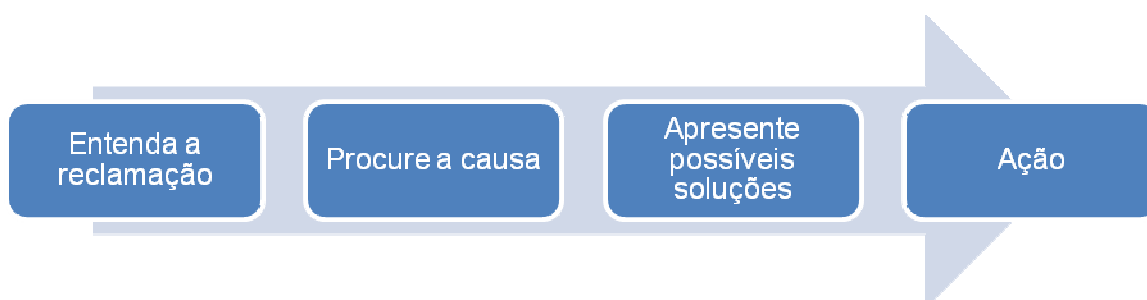 Entenda a
reclamação
Procure a causa
Apresente
possíveis
soluções
Ação